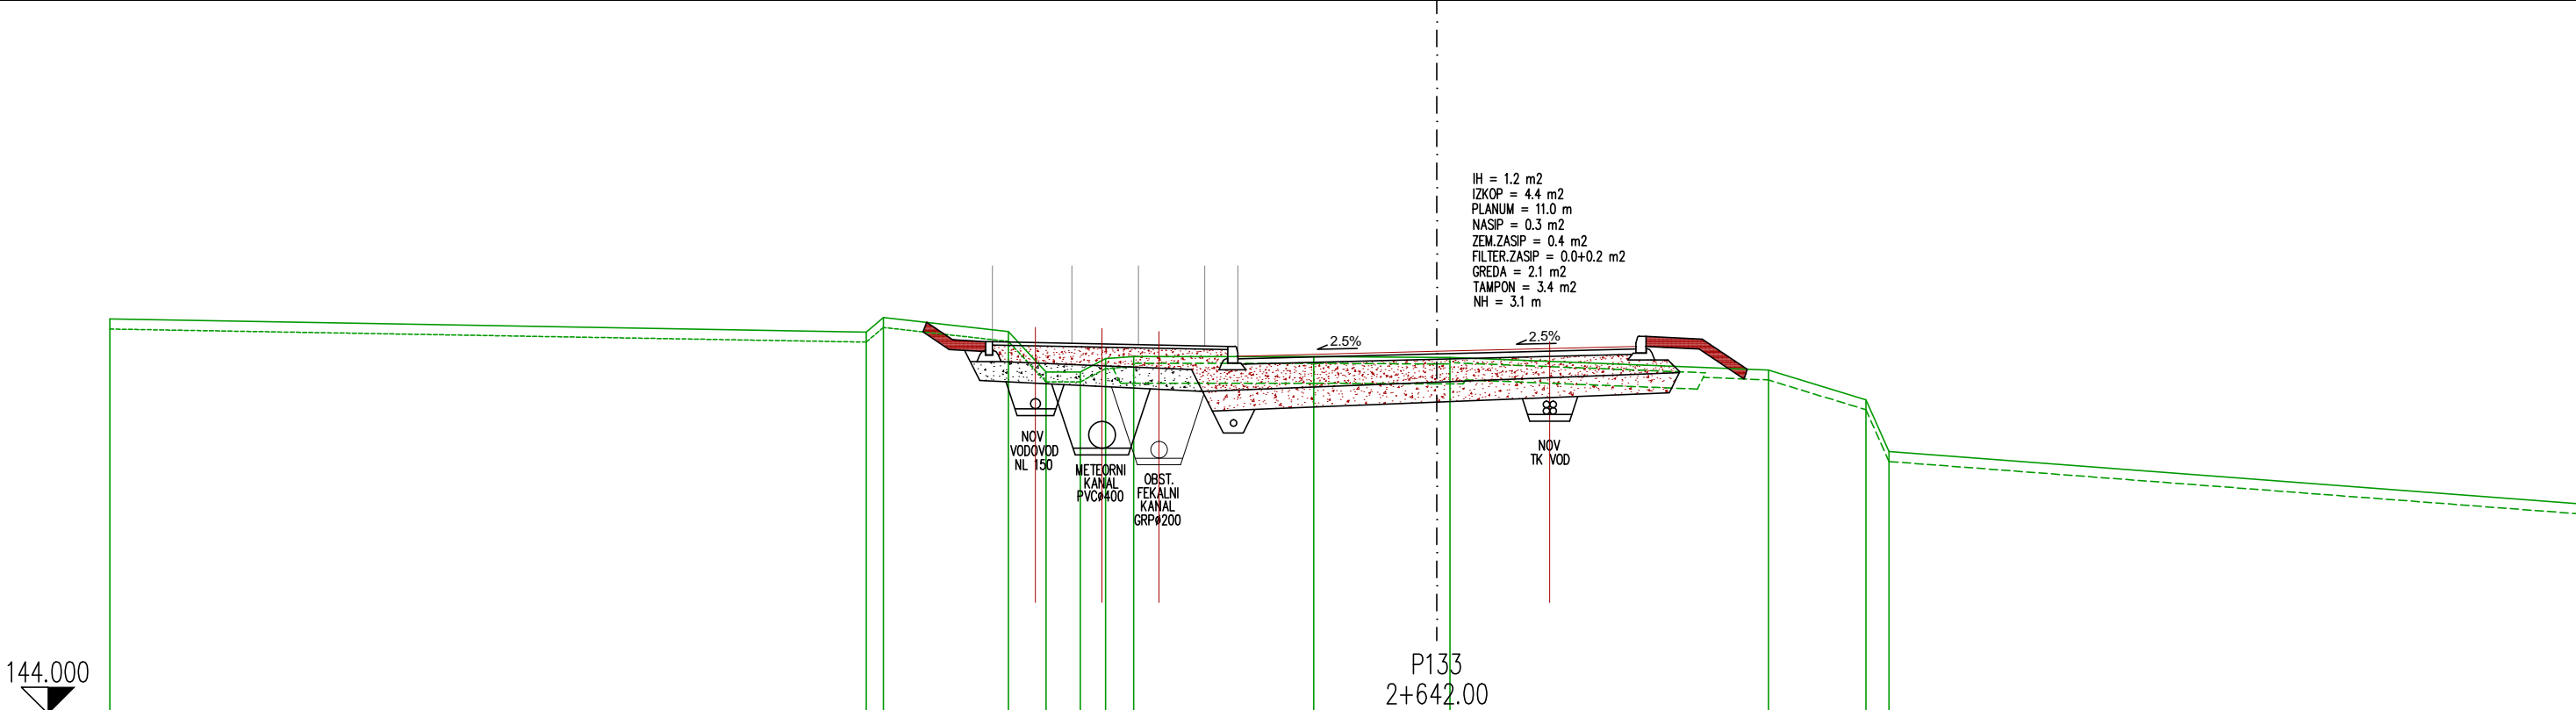 IH = 1.2 m2
IZKOP = 4.4 m2
PLANUM = 11.0 m
NASIP = 0.3 m2
ZEM.ZASIP = 0.4 m2
FILTER.ZASIP = 0.0+0.2 m2
GREDA = 2.1 m2
TAMPON = 3.4 m2
NH = 3.1 m
2.5%
2.5%
NOV
VODOVOD
NL 150
METEORNI
KANAL
PVCø400
OBST.
FEKALNI
KANAL
GRPø200
NOV
TK VOD
144.000
P133
2+642.00